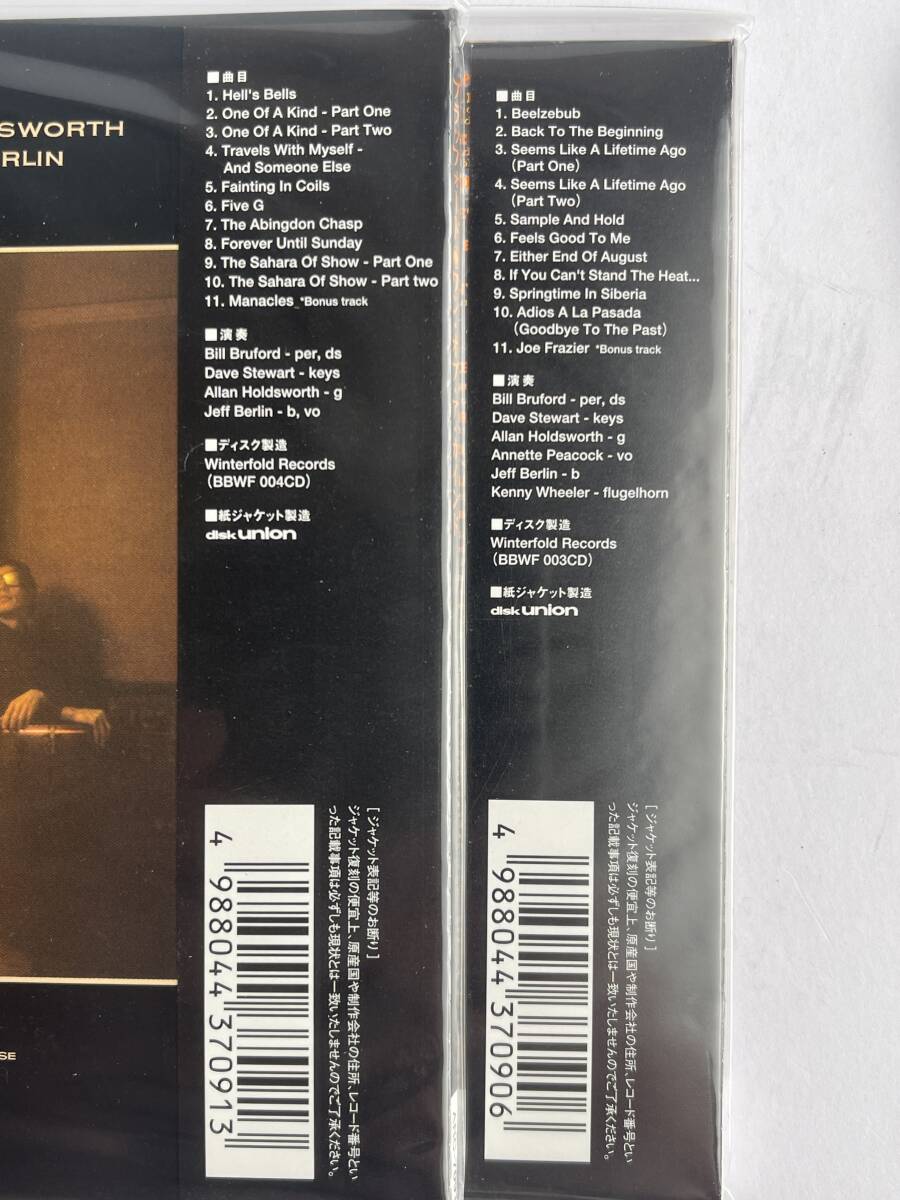 SWORTH
RLIN
SE
■曲目
1. Hell's Bells
2. One Of A Kind - Part One
3. One Of A Kind - Part Two
4. Travels With Myself -
And Someone Else
5. Fainting In Coils
6. Five G
7. The Abingdon Chasp
8. Forever Until Sunday
9. The Sahara Of Show - Part One
10. The Sahara Of Show - Part two
11. Manacles *Bonus track
■演奏
Bill Bruford - per, ds
Dave Stewart - keys
Allan Holdsworth - g
Jeff Berlin - b, vo
■ディスク製造
Winterfold Records
(BBWF 004CD)
■紙ジャケット製造
disk union
[ジャケット表記等のお断り]
ジャケット復刻の便宜上、原産国や制作会社の住所、レコード番号とい
った記載事項は必ずしも現状とは一致いたしませんのでご了承ください。
4 988044 370913
■曲目
1. Beelzebub
2. Back To The Beginning
3. Seems Like A Lifetime Ago
(Part One)
4. Seems Like A Lifetime Ago
(Part Two)
5. Sample And Hold
6. Feels Good To Me
7. Either End Of August
8. If You Can't Stand The Heat...
9. Springtime In Siberia
10. Adios A La Pasada
(Goodbye To The Past)
11. Joe Frazier *Bonus track
■演奏
Bill Bruford - per, ds
Dave Stewart - keys
Allan Holdsworth - g
Annette Peacock - vo
Jeff Berlin - b
Kenny Wheeler - flugelhorn
■ディスク製造
Winterfold Records
(BBWF 003CD)
■紙ジャケット製造
disk union
[ジャケット表記等のお断り]
ジャケット復刻の便宜上、原産国や制作会社の住所、レコード番号とい
った記載事項は必ずしも現状とは一致いたしませんのでご了承ください。
4 988044 370906